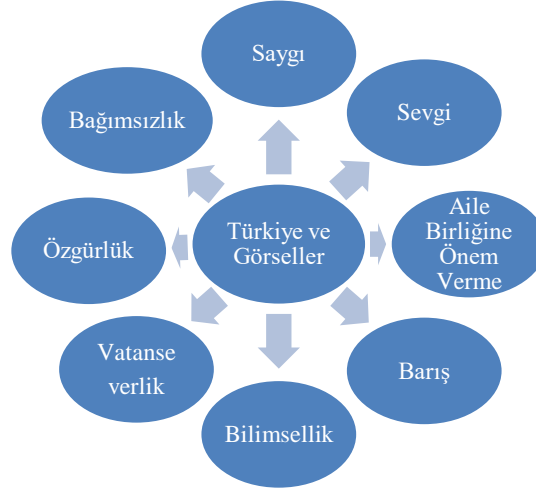 Saygı
Sevgi
Aile
Birliğine
Önem
Verme
Barış
Bilimsellik
Vatanse
verlik
Özgürlük
Bağımsızlık
Türkiye ve
Görseller